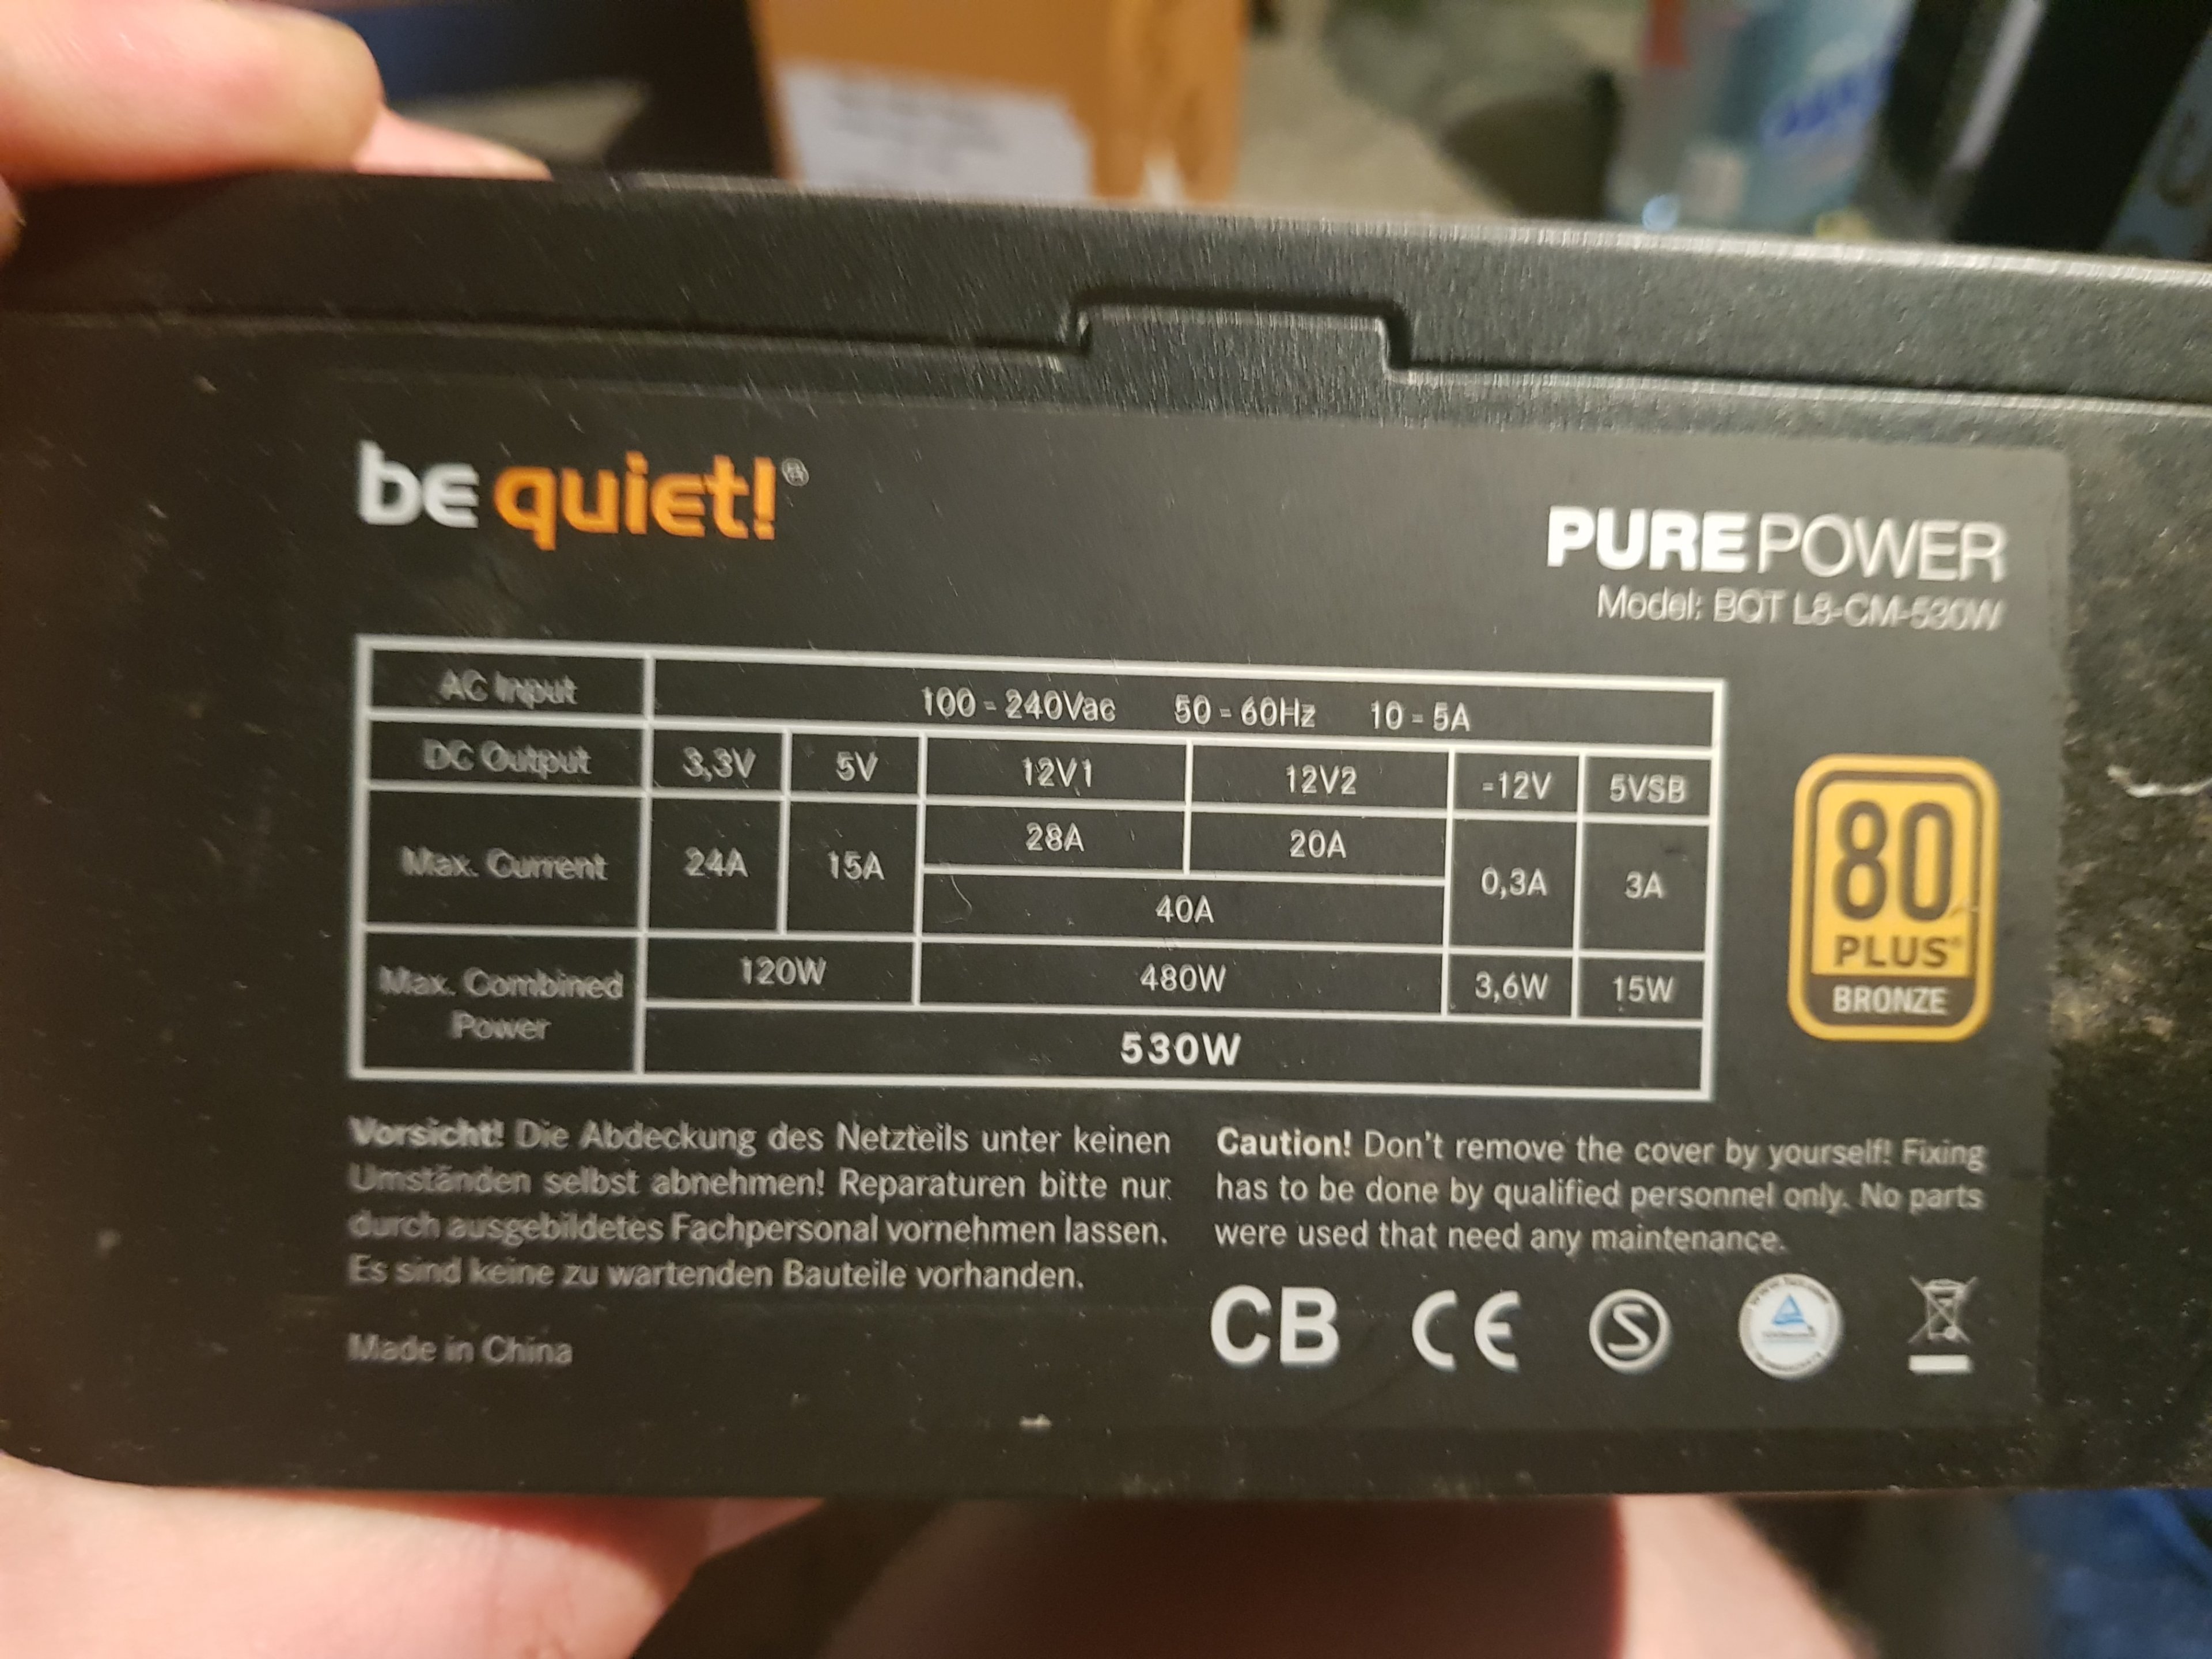 be quiet!®
PURE POWER
Model: BQT L8-CM-530W
AC Input 100 - 240Vac 50 - 60Hz 10 - 5A
DC Output 3,3V 5V 12V1 12V2 -12V 5VSB
Max. Current 24A 15A 28A 20A 0,3A 3A
40A
Max. Combined Power 120W 480W 3,6W 15W
530W
80
PLUS®
BRONZE
Vorsicht! Die Abdeckung des Netzteils unter keinen
Umständen selbst abnehmen! Reparaturen bitte nur
durch ausgebildetes Fachpersonal vornehmen lassen.
Es sind keine zu wartenden Bauteile vorhanden.
Made in China
Caution! Don't remove the cover by yourself! Fixing
has to be done by qualified personnel only. No parts
were used that need any maintenance.
CB CE S